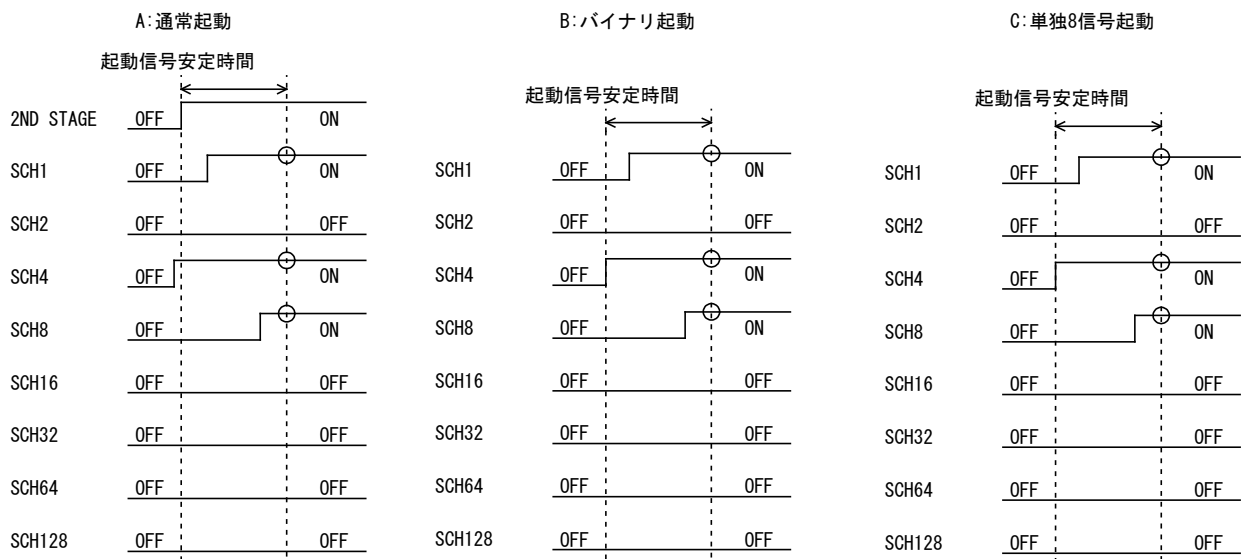 A:通常起動
起動信号安定時間
2ND STAGE OFF ON
SCH1 OFF ON
SCH2 OFF OFF
SCH4 OFF ON
SCH8 OFF ON
SCH16 OFF OFF
SCH32 OFF OFF
SCH64 OFF OFF
SCH128 OFF OFF
B:バイナリ起動
起動信号安定時間
SCH1 OFF ON
SCH2 OFF OFF
SCH4 OFF ON
SCH8 OFF ON
SCH16 OFF OFF
SCH32 OFF OFF
SCH64 OFF OFF
SCH128 OFF OFF
C:単独8信号起動
起動信号安定時間
SCH1 OFF ON
SCH2 OFF OFF
SCH4 OFF ON
SCH8 OFF ON
SCH16 OFF OFF
SCH32 OFF OFF
SCH64 OFF OFF
SCH128 OFF OFF